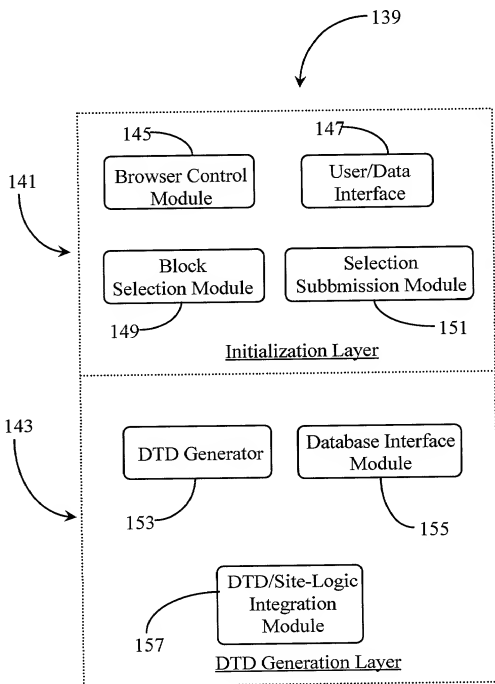 139
145
147
Browser Control
Module
User/Data
Interface
141
Block
Selection Module
Selection
Subbmission Module
149
151
Initialization Layer
143
DTD Generator
Database Interface
Module
153
155
DTD/Site-Logic
Integration
Module
157
DTD Generation Layer